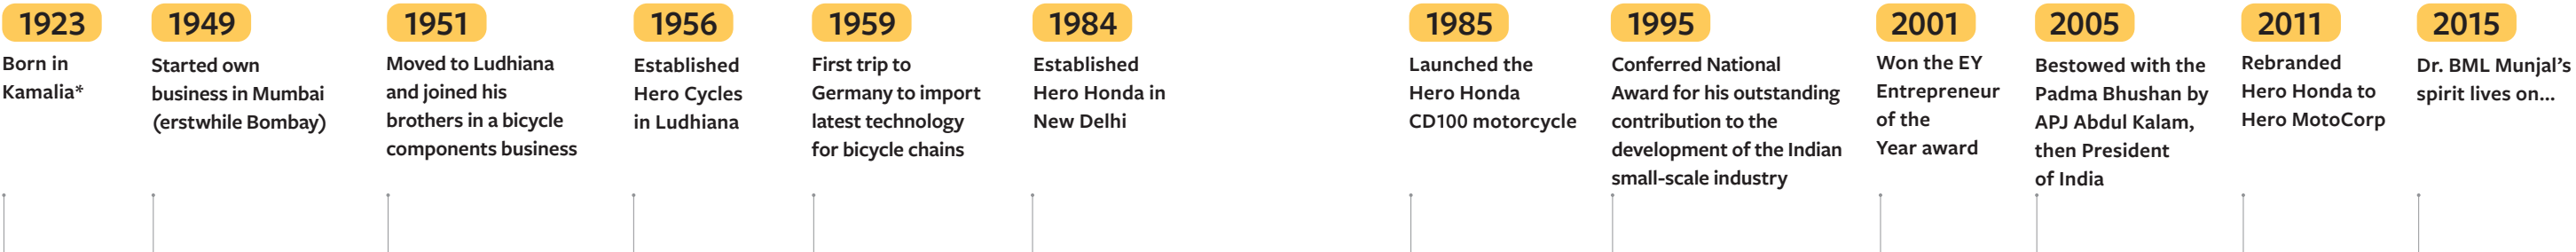 1923
Born in
Kamalia*
1949
Started own
business in Mumbai
(erstwhile Bombay)
1951
Moved to Ludhiana
and joined his
brothers in a bicycle
components business
1956
Established
Hero Cycles
in Ludhiana
1959
First trip to
Germany to import
latest technology
for bicycle chains
1984
Established
Hero Honda in
New Delhi
1985
Launched the
Hero Honda
CD100 motorcycle
1995
Conferred National
Award for his outstanding
contribution to the
development of the Indian
small-scale industry
2001
Won the EY
Entrepreneur
of the
Year award
2005
Bestowed with the
Padma Bhushan by
APJ Abdul Kalam,
then President
of India
2011
Rebranded
Hero Honda to
Hero MotoCorp
2015
Dr. BML Munjal's
spirit lives on...